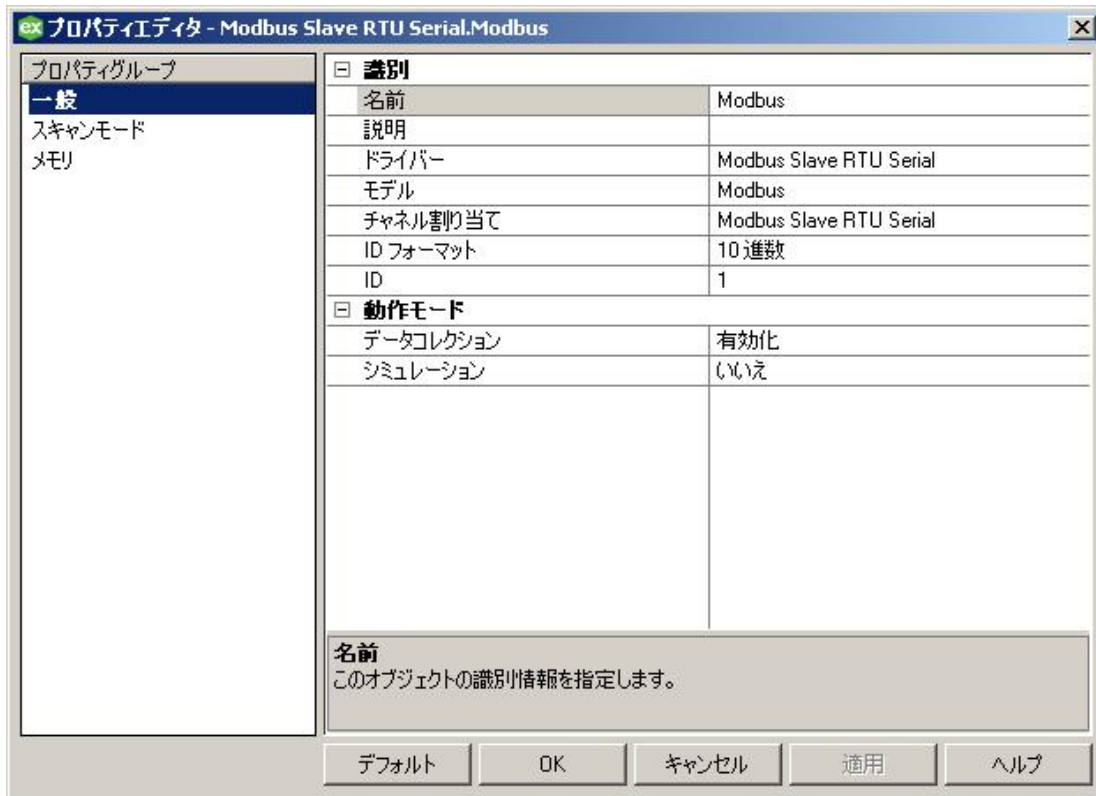 ex プロパティエディタ - Modbus Slave RTU Serial.Modbus
プロパティグループ
一般
スキャンモード
メモリ
識別
名前 Modbus
説明
ドライバー Modbus Slave RTU Serial
モデル Modbus
チャネル割り当て Modbus Slave RTU Serial
ID フォーマット 10 進数
ID 1
動作モード
データコレクション 有効化
シミュレーション いいえ
名前
このオブジェクトの識別情報を指定します。
デフォルト OK キャンセル 適用 ヘルプ